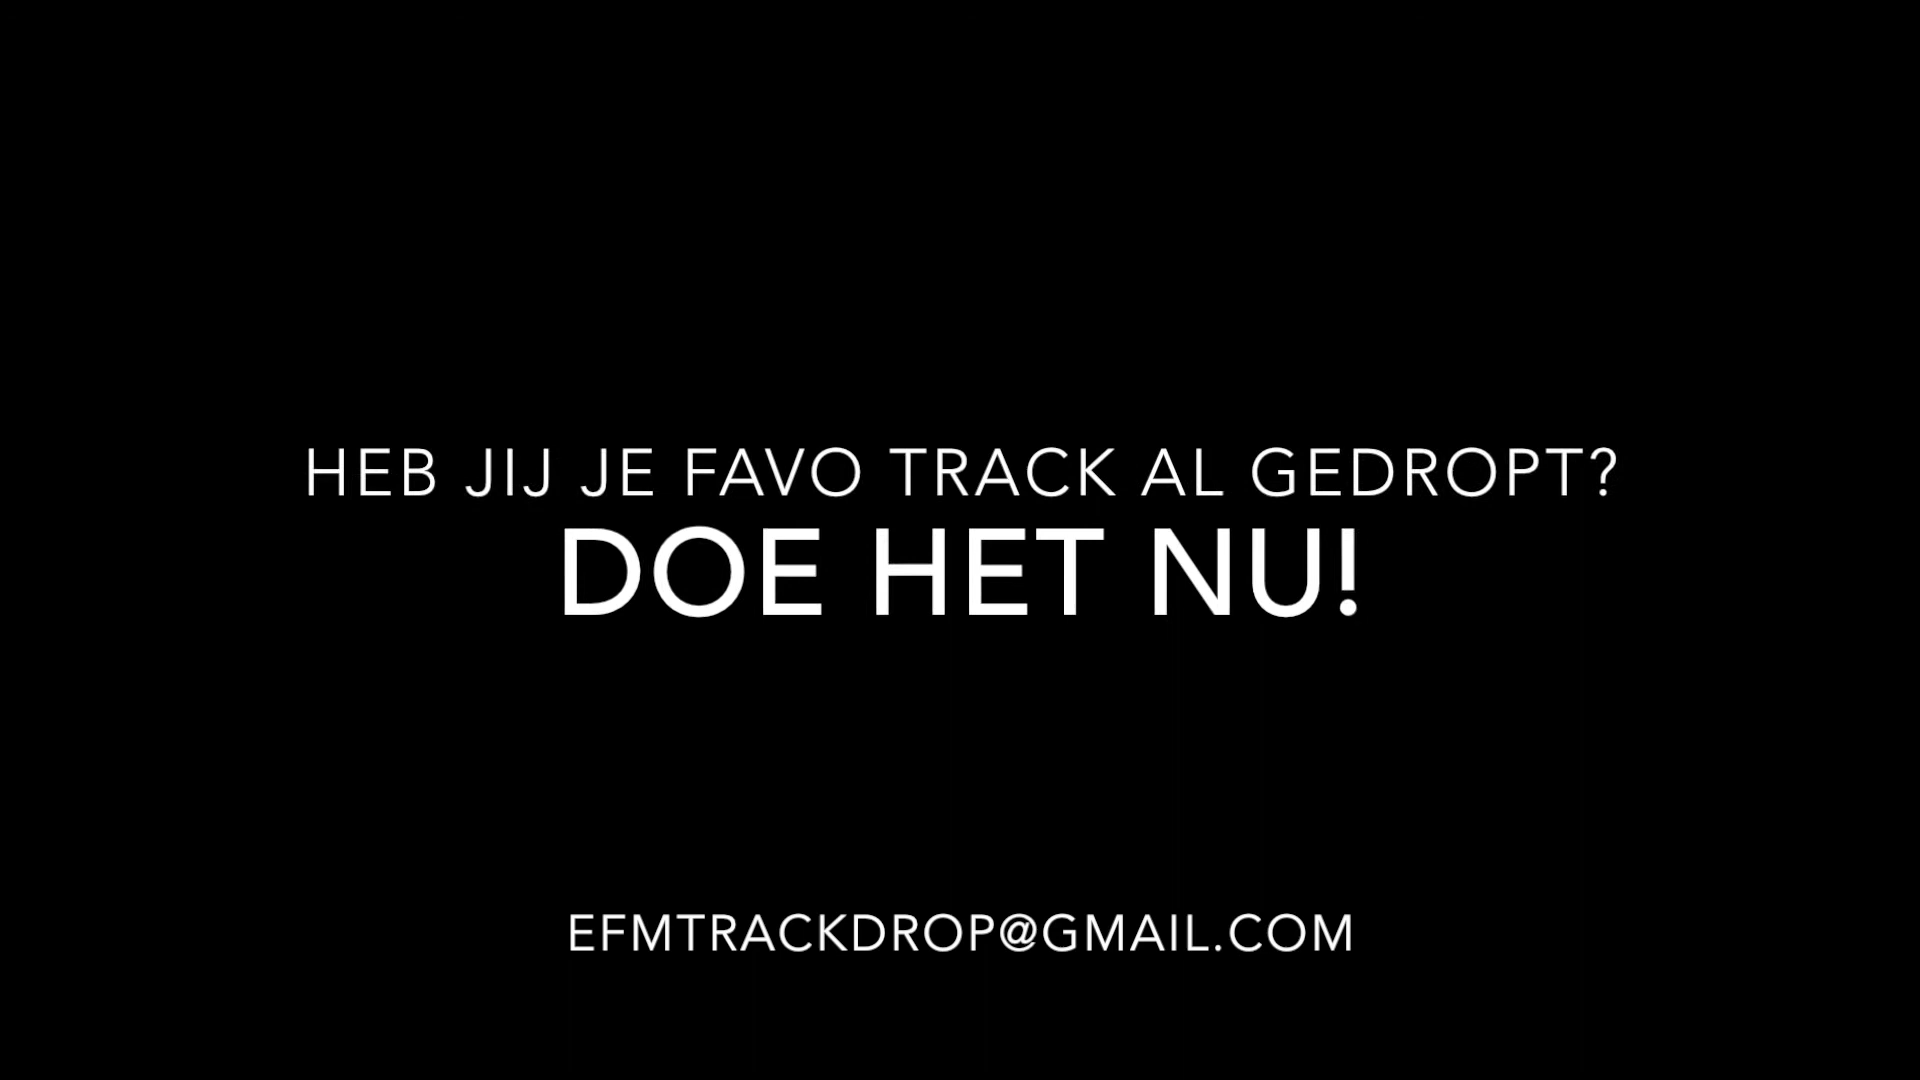 HEB JIJ JE FAVO TRACK AL GEDROPT?
DOE HET NU!
EFMTRACKDROP@GMAIL.COM